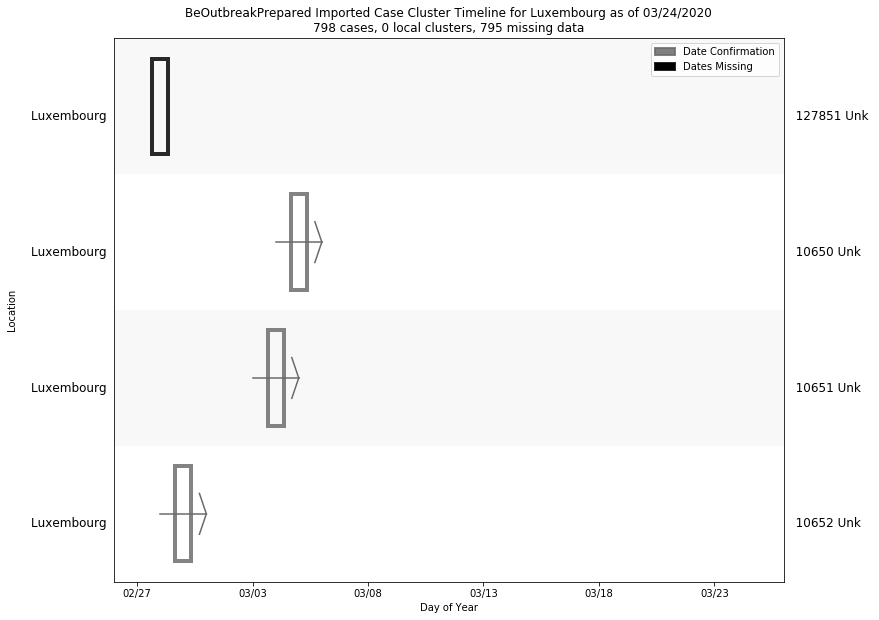 BeOutbreakPrepared Imported Case Cluster Timeline for Luxembourg as of 03/24/2020
798 cases, 0 local clusters, 795 missing data
Date Confirmation
Dates Missing
Luxembourg
127851 Unk
Luxembourg
10650 Unk
Location
Luxembourg
10651 Unk
Luxembourg
10652 Unk
02/27
03/03
03/08
03/13
03/18
03/23
Day of Year